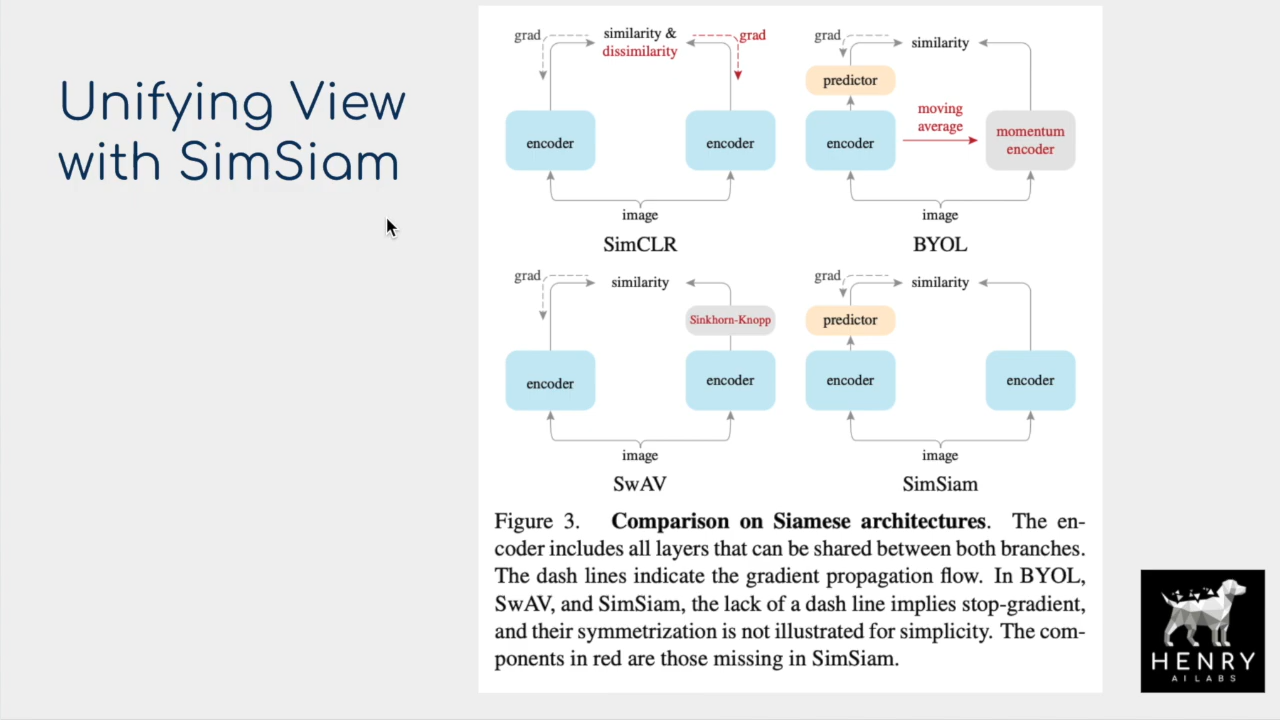 Unifying View
with SimSiam
grad
similarity &
dissimilarity
grad
encoder
encoder
image
SimCLR
grad
similarity
predictor
encoder
moving
average
momentum
encoder
image
BYOL
grad
similarity
Sinkhorn-Knopp
encoder
encoder
image
SwAV
grad
similarity
predictor
encoder
encoder
image
SimSiam
Figure 3. Comparison on Siamese architectures. The en-
coder includes all layers that can be shared between both branches.
The dash lines indicate the gradient propagation flow. In BYOL,
SwAV, and SimSiam, the lack of a dash line implies stop-gradient,
and their symmetrization is not illustrated for simplicity. The com-
ponents in red are those missing in SimSiam.
HENRY
AI LABS